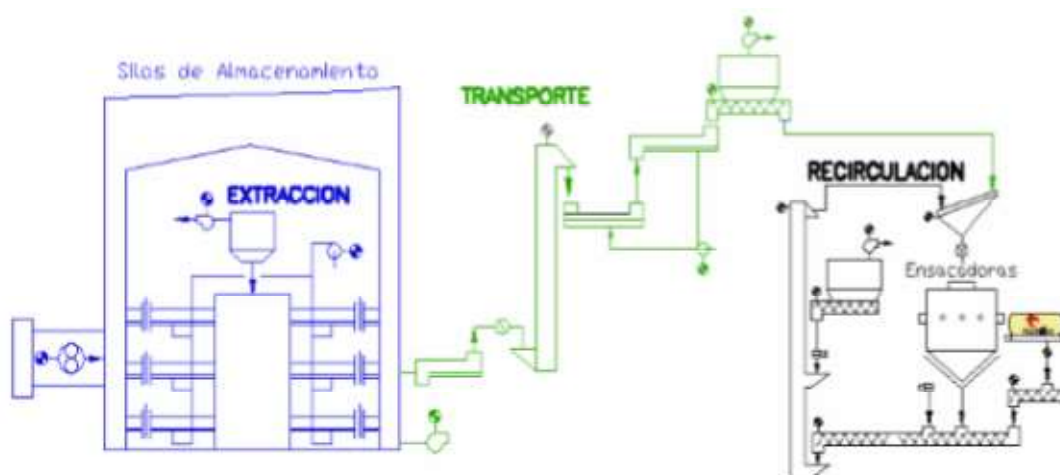 Silos de Almacenamiento
TRANSPORTE
EXTRACCION
RECIRCULACION
Ensacadoras